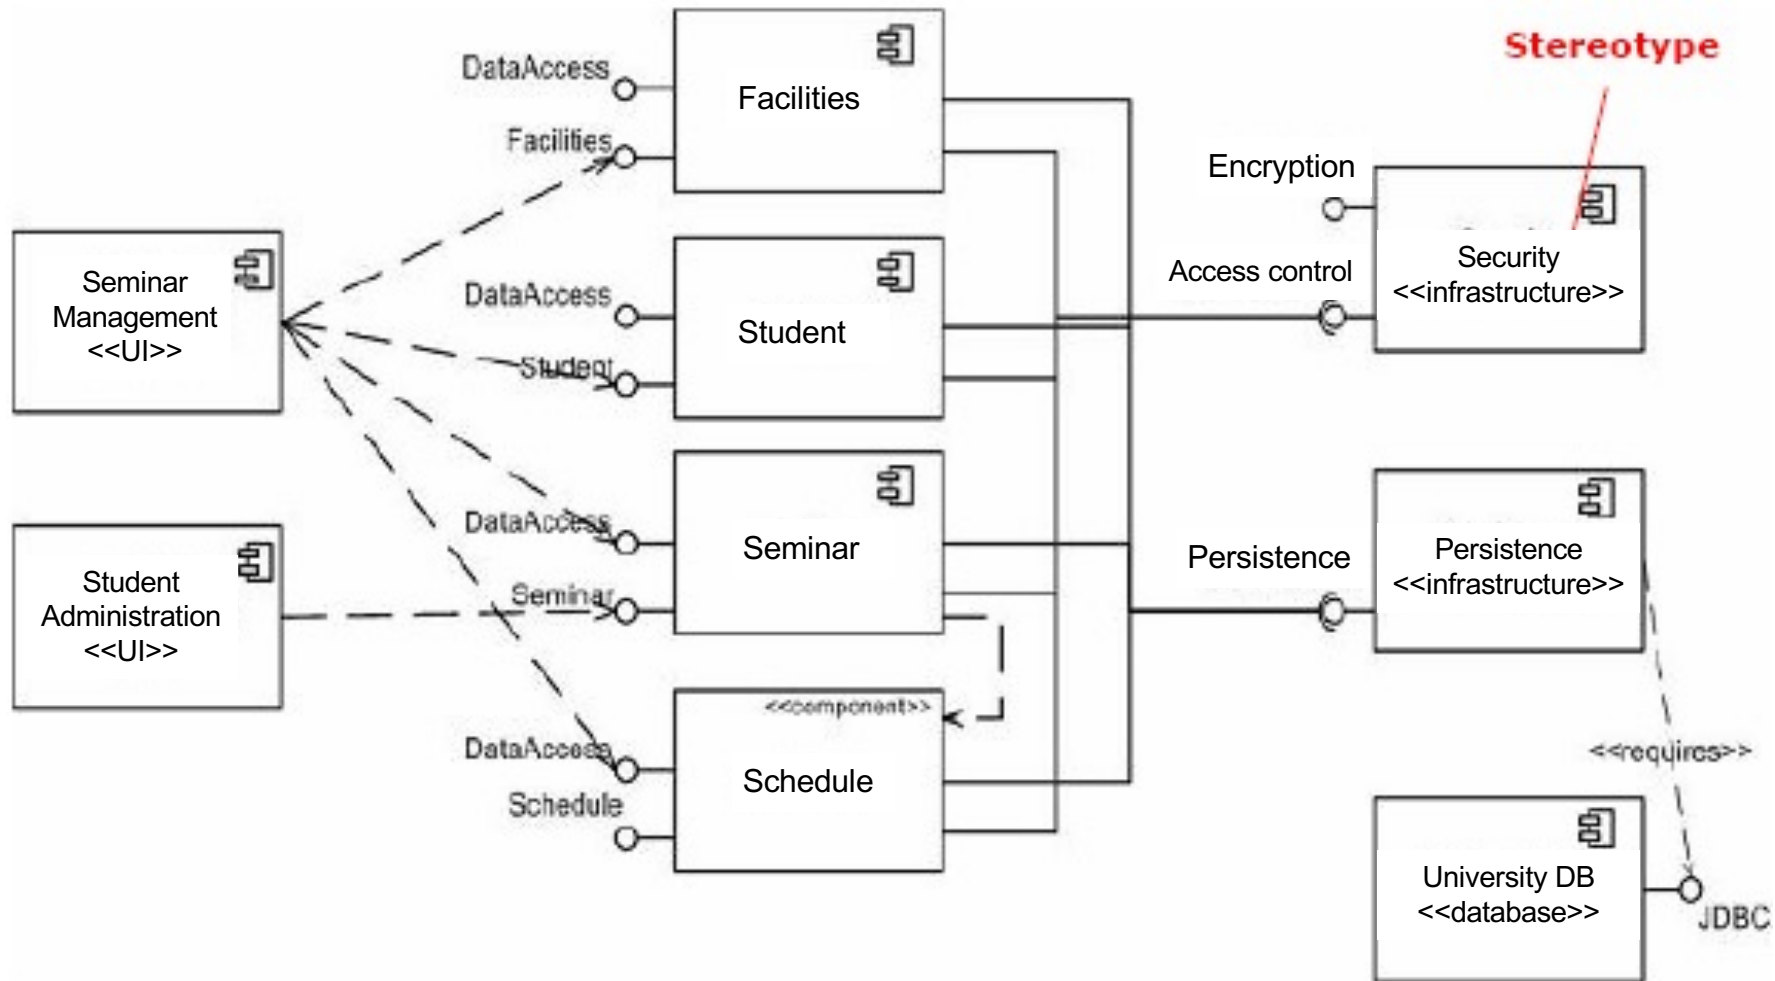 Stereotype
DataAccess
Facilities
Facilities
Encryption
Access control
Security
<<infrastructure>>
Seminar
Management
<<UI>>
DataAccess
Student
Student
DataAccess
Seminar
Seminar
Persistence
Persistence
<<infrastructure>>
Student
Administration
<<UI>>
<<component>>
DataAccess
Schedule
Schedule
<<requires>>
University DB
<<database>>
JDBC